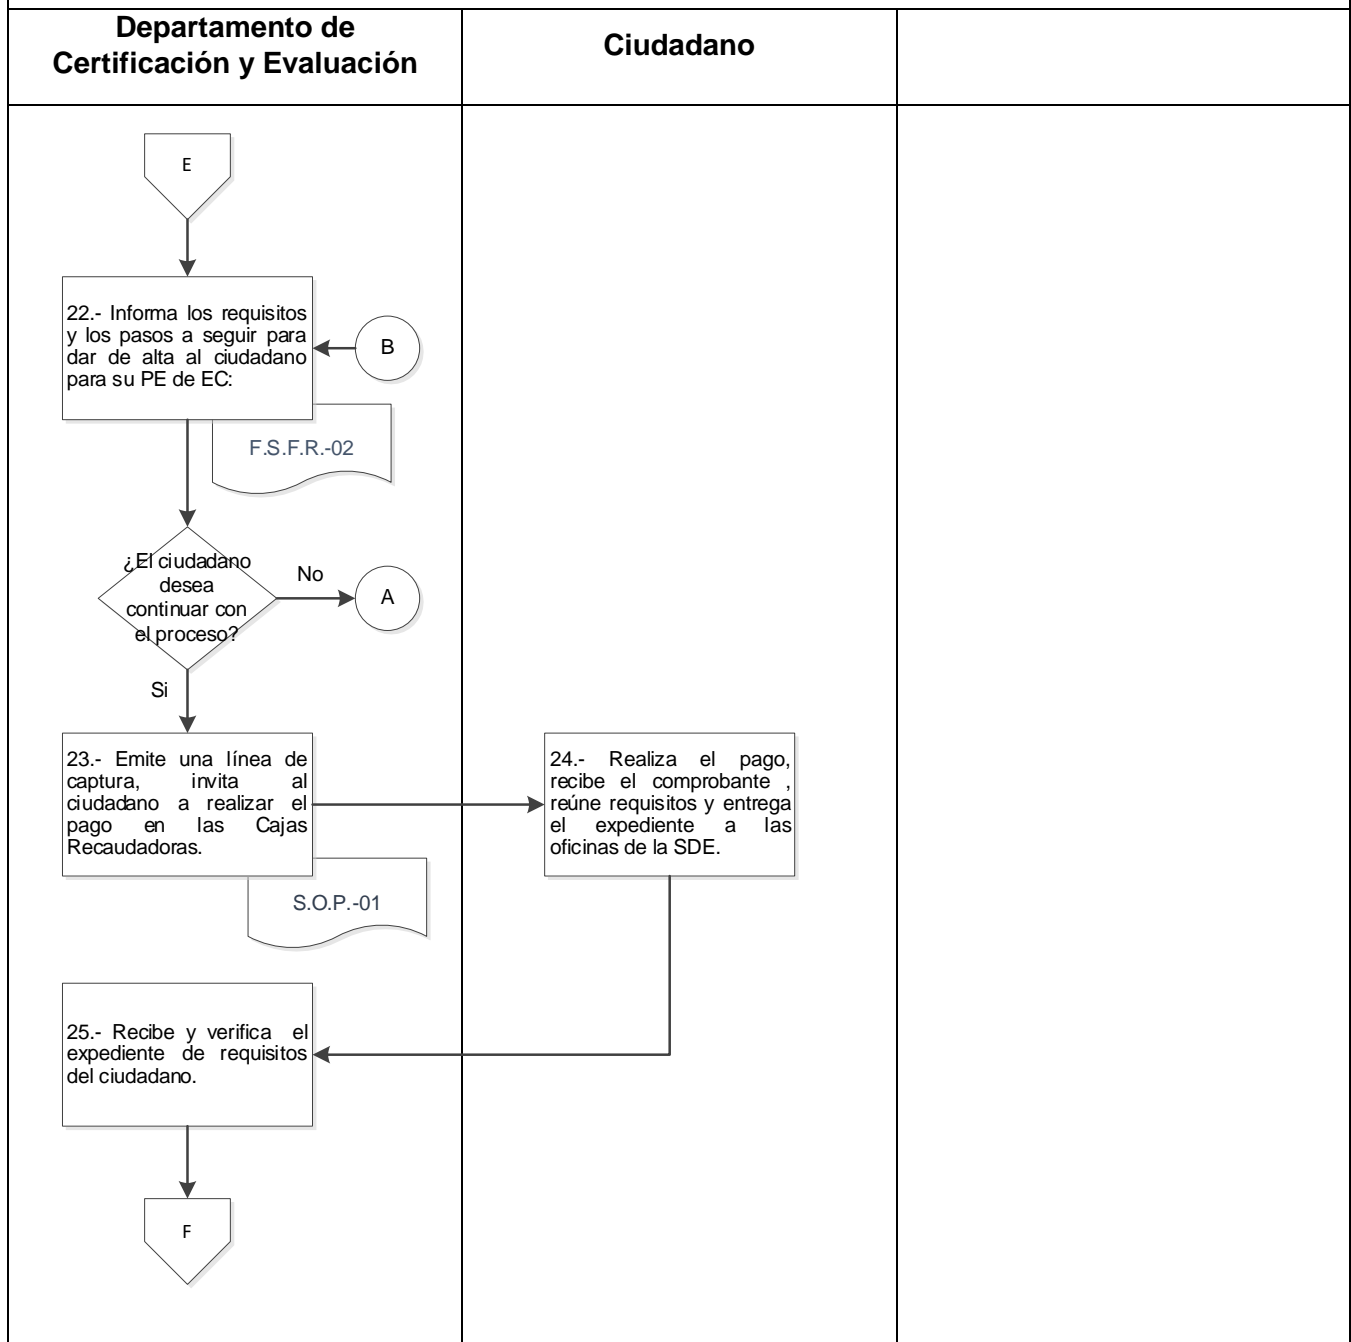 Departamento de
Certificación y Evaluación
Ciudadano
E
22.- Informa los requisitos
y los pasos a seguir para
dar de alta al ciudadano
para su PE de EC:
B
F.S.F.R.-02
¿El ciudadano
desea
continuar con
el proceso?
No
A
Si
23.- Emite una línea de
captura, invita al
ciudadano a realizar el
pago en las Cajas
Recaudadoras.
S.O.P.-01
24.- Realiza el pago,
recibe el comprobante ,
reúne requisitos y entrega
el expediente a las
oficinas de la SDE.
25.- Recibe y verifica el
expediente de requisitos
del ciudadano.
F